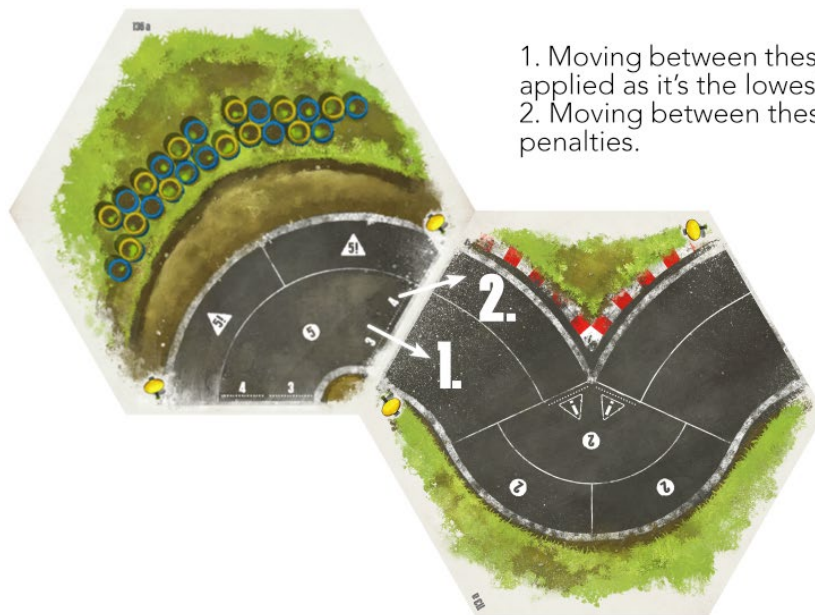 136 a
1. Moving between thes
applied as it's the lowes
2. Moving between thes
penalties.
5!
5!
5
4
3
4 3
2.
1.
2
2
2